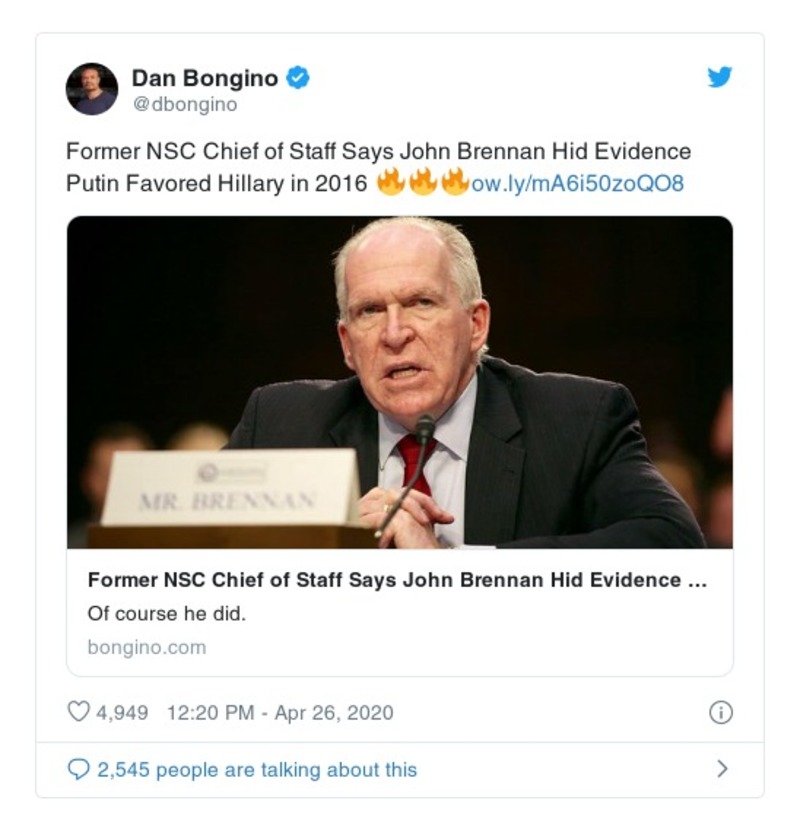 Dan Bongino
@dbongino
Former NSC Chief of Staff Says John Brennan Hid Evidence
Putin Favored Hillary in 2016 🔥🔥🔥ow.ly/mA6i50zoQO8
MR. BRENNAN
Former NSC Chief of Staff Says John Brennan Hid Evidence ...
Of course he did.
bongino.com
4,949 12:20 PM - Apr 26, 2020
2,545 people are talking about this